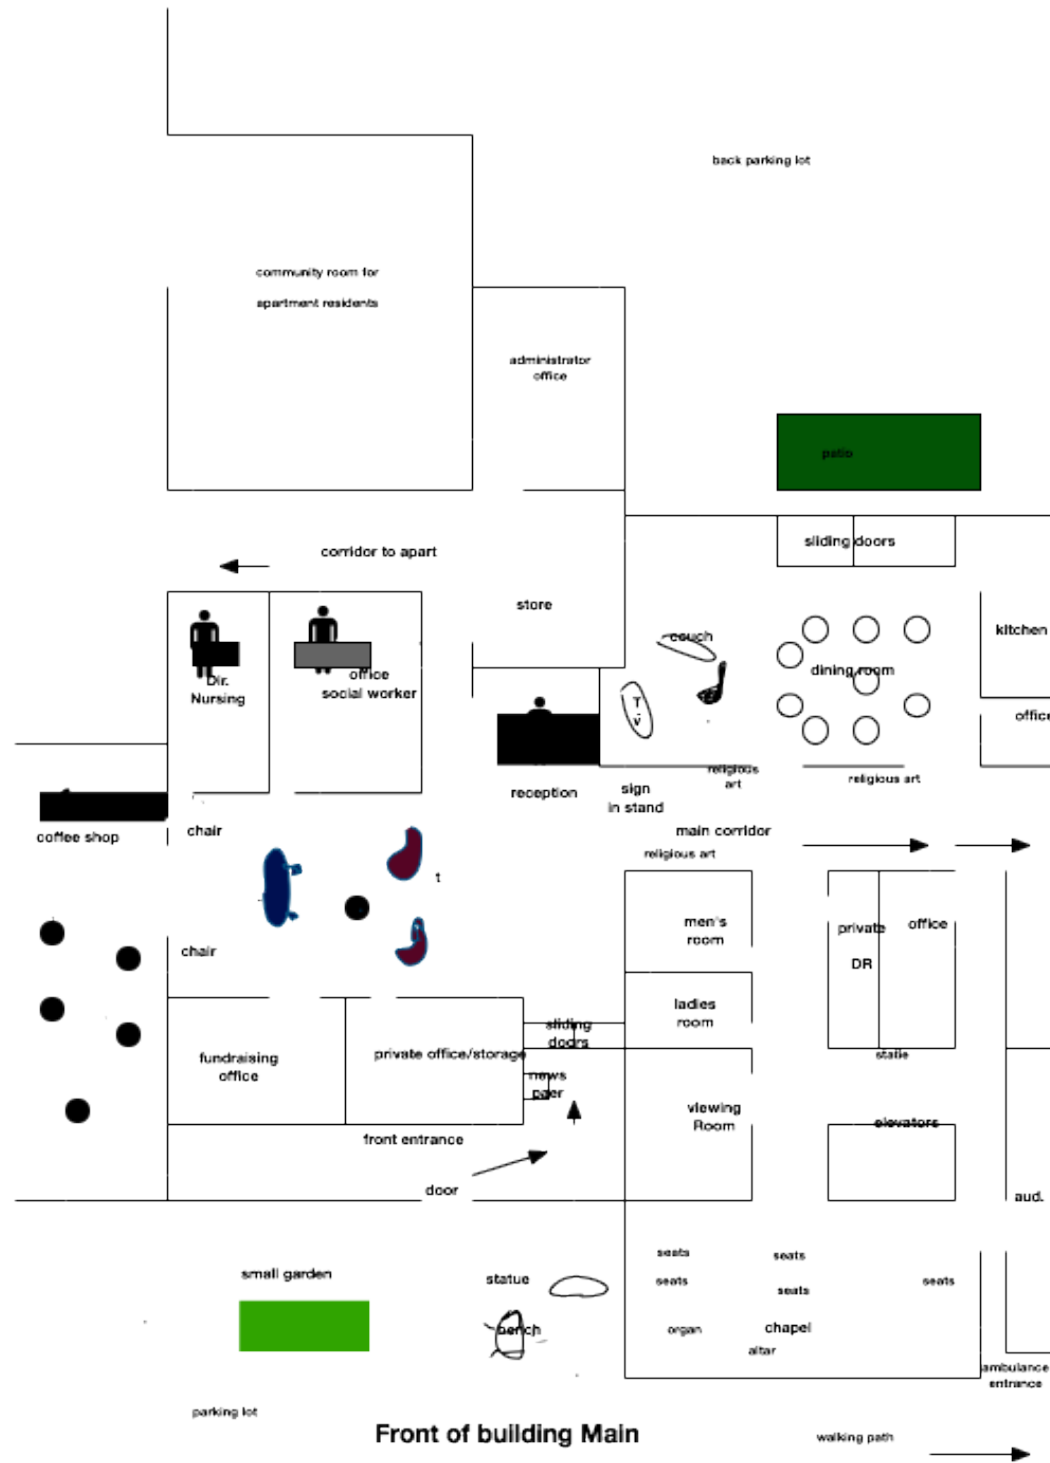 back parking lot
community room for
apartment residents
administrator
office
patio
sliding doors
corridor to apart
store
couch
kitchen
dining room
office
social worker
Dir.
Nursing
T
V
office
religious
art
religious art
reception
sign
in stand
coffee shop
chair
main corridor
religious art
t
men's
room
private
DR
office
chair
ladies
room
sliding
doors
fundraising
office
private office/storage
statie
news
paer
viewing
Room
elevators
front entrance
door
aud.
seats
seats
small garden
statue
seats
seats
seats
bench
organ
chapel
altar
ambulance
entrance
parking lot
Front of building Main
walking path